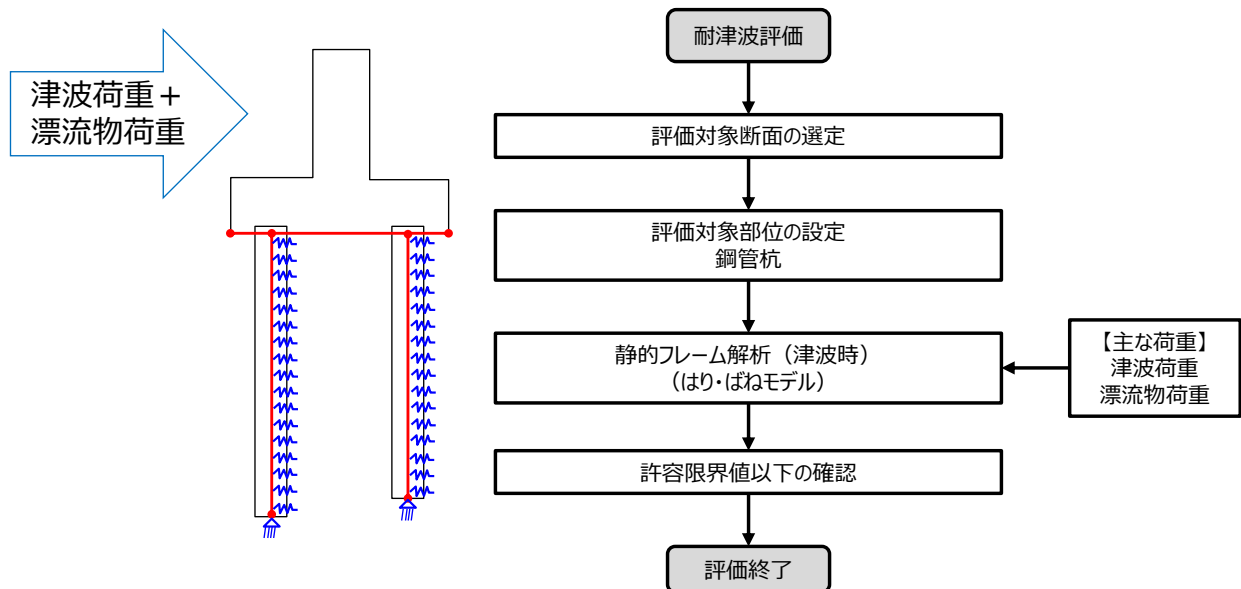 津波荷重+
漂流物荷重
耐津波評価
評価対象断面の選定
評価対象部位の設定
鋼管杭
静的フレーム解析（津波時）
（はり・ばねモデル）
【主な荷重】
津波荷重
漂流物荷重
許容限界値以下の確認
評価終了